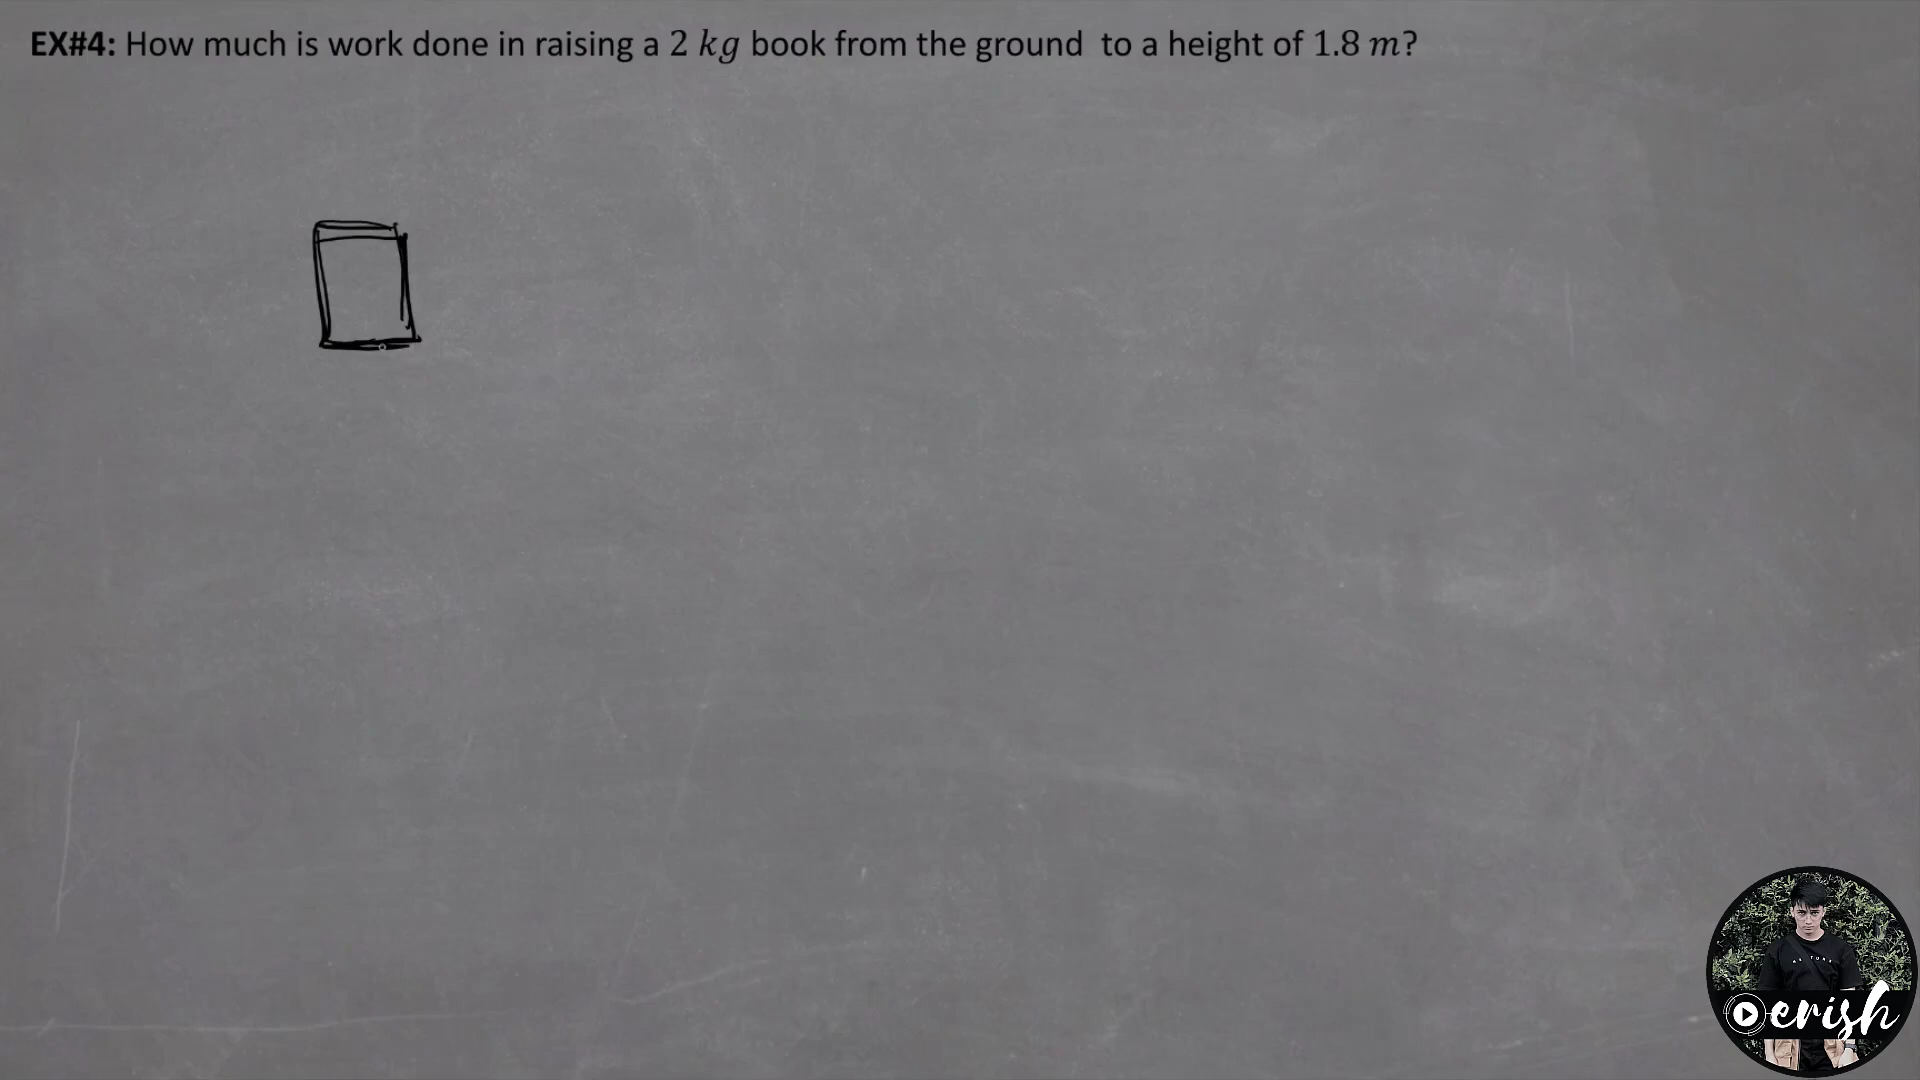 EX#4: How much is work done in raising a 2 kg book from the ground to a height of 1.8 m?
erish